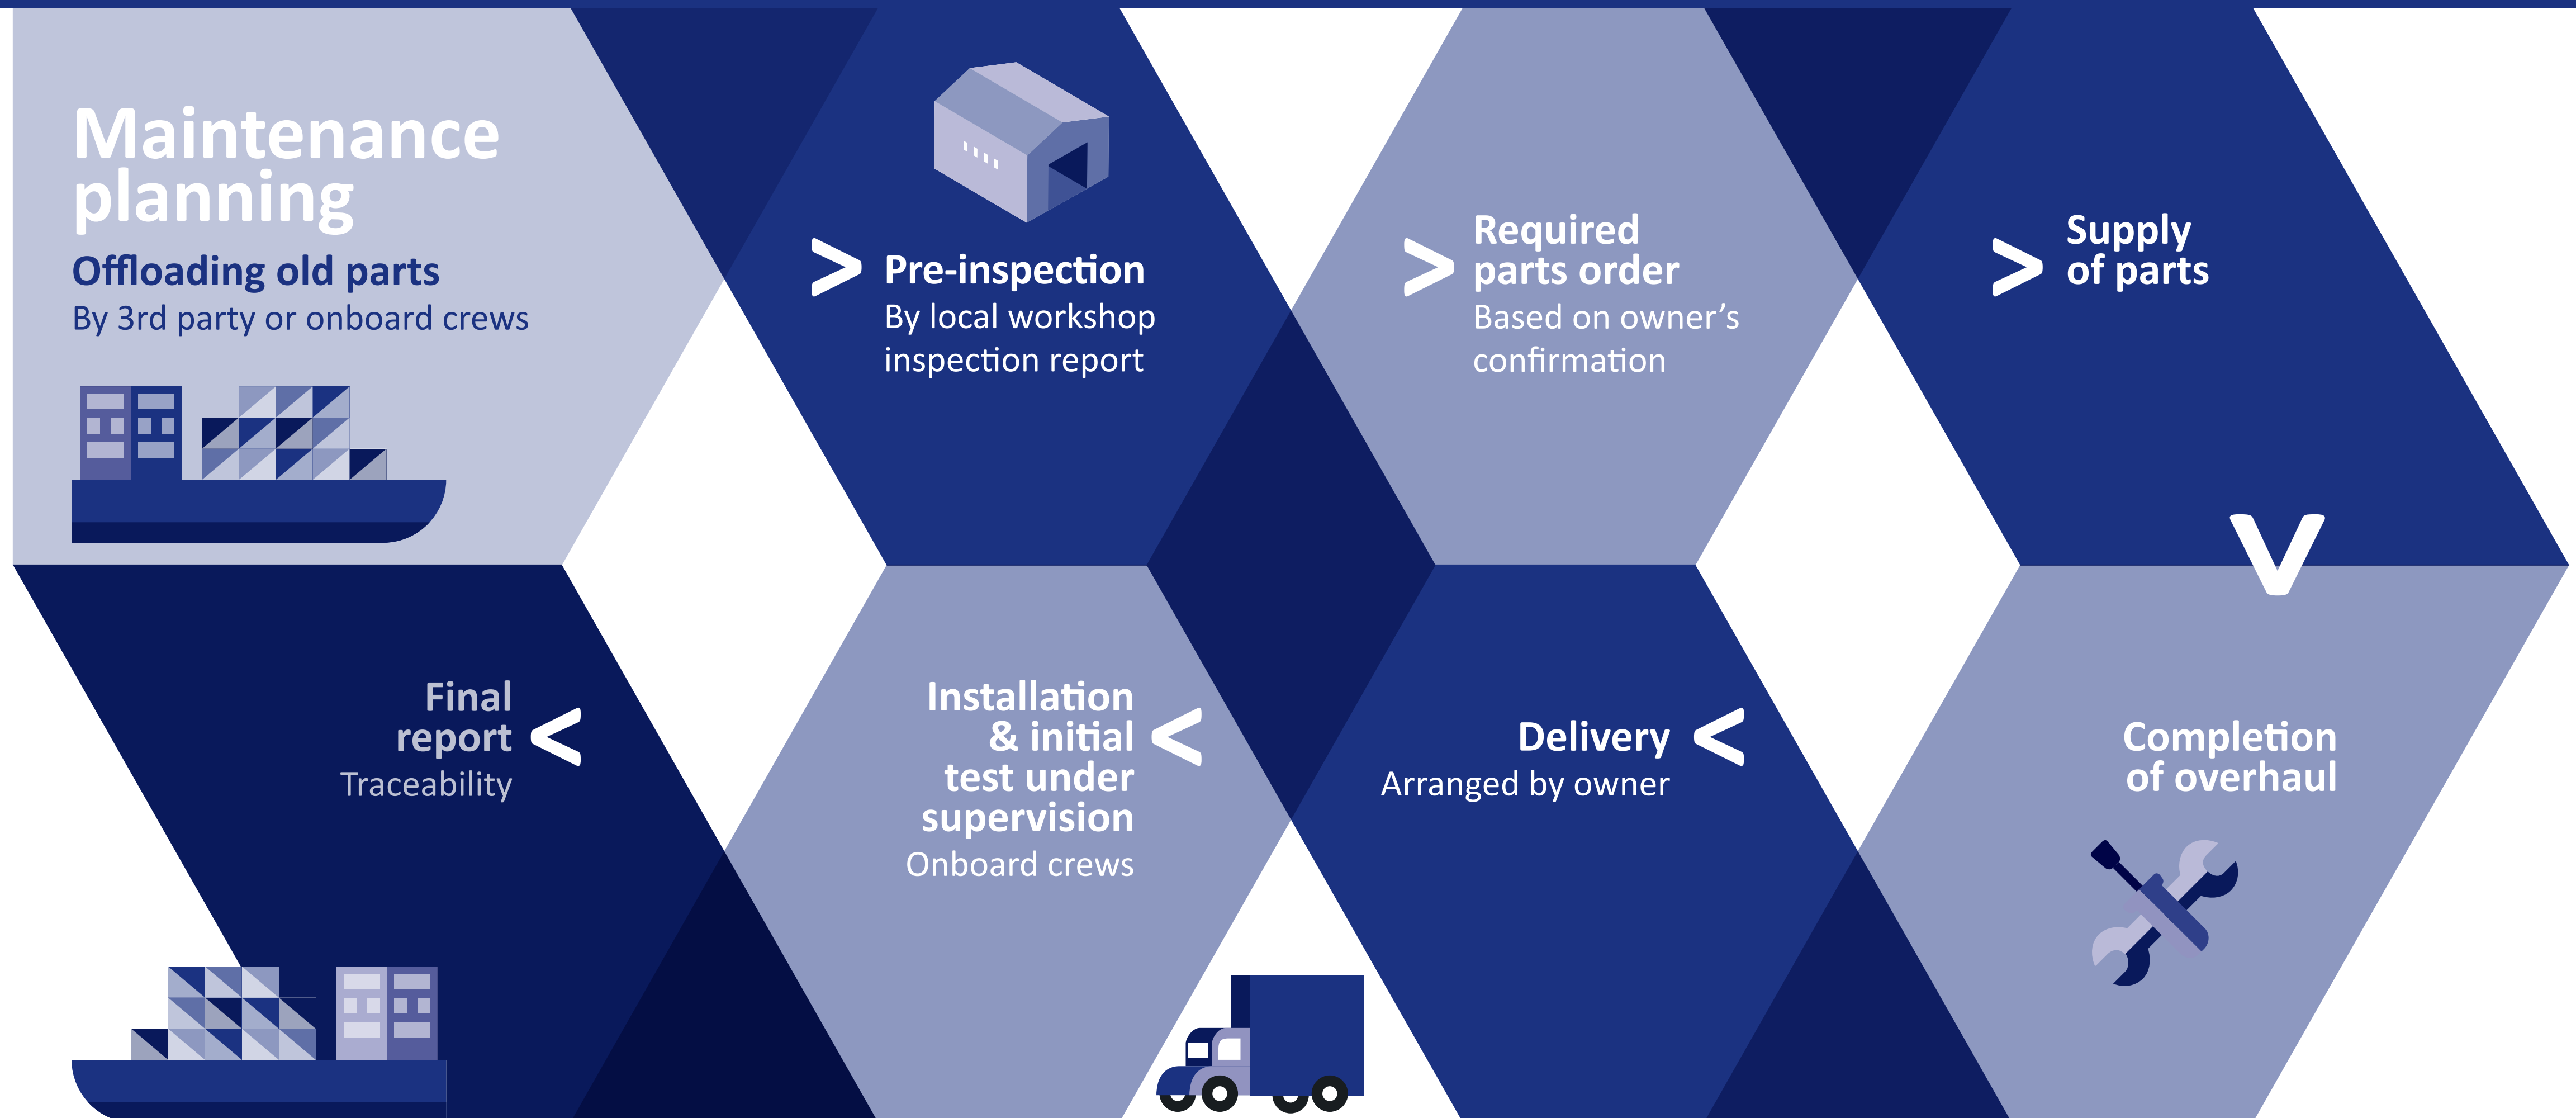 Maintenance
planning
Offloading old parts
By 3rd party or onboard crews
> Pre-inspection
By local workshop
inspection report
> Required
parts order
Based on owner's
confirmation
> Supply
of parts
V
Completion
of overhaul
< Delivery
Arranged by owner
< Installation
& initial
test under
supervision
Onboard crews
< Final
report
Traceability